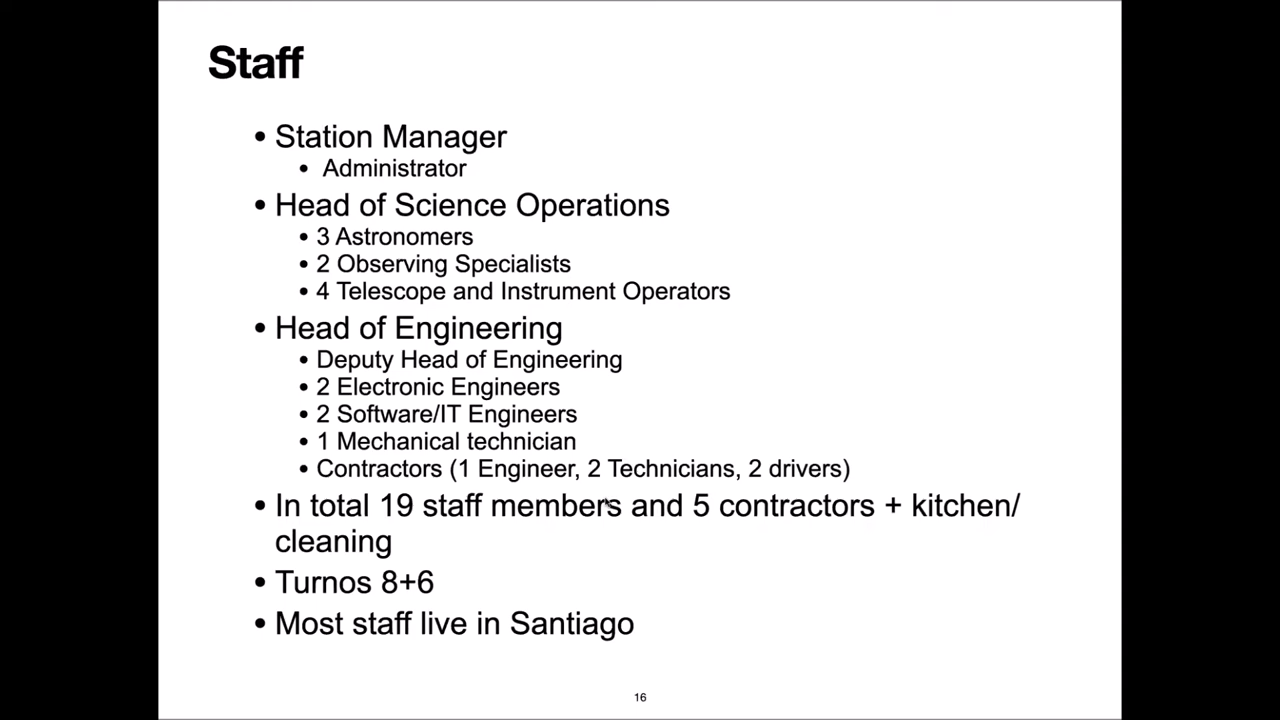 Staff
• Station Manager
• Administrator
• Head of Science Operations
• 3 Astronomers
• 2 Observing Specialists
• 4 Telescope and Instrument Operators
• Head of Engineering
• Deputy Head of Engineering
• 2 Electronic Engineers
• 2 Software/IT Engineers
• 1 Mechanical technician
• Contractors (1 Engineer, 2 Technicians, 2 drivers)
• In total 19 staff members and 5 contractors + kitchen/
cleaning
• Turnos 8+6
• Most staff live in Santiago
16